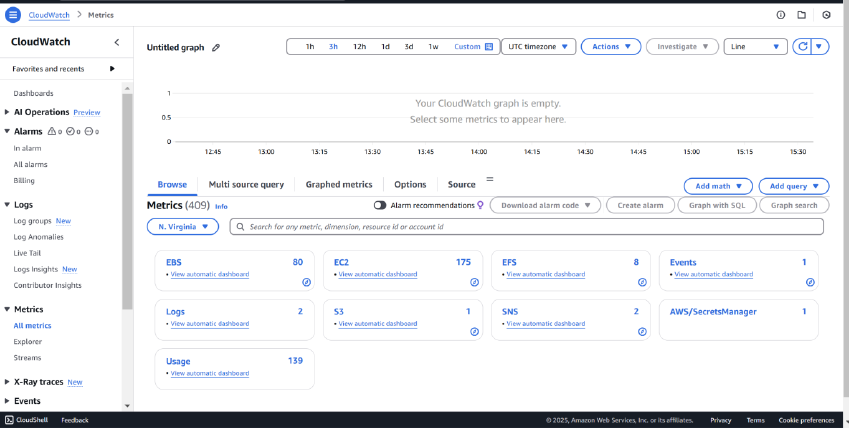 CloudWatch > Metrics
CloudWatch
Favorites and recents
Dashboards
AI Operations Preview
Alarms 0 0 0
In alarm
All alarms
Billing
Logs
Log groups New
Log Anomalies
Live Tail
Logs Insights New
Contributor Insights
Metrics
All metrics
Explorer
Streams
X-Ray traces New
Events
Untitled graph
1h 3h 12h 1d 3d 1w Custom UTC timezone Actions Investigate Line
1
0.5
0
Your CloudWatch graph is empty.
Select some metrics to appear here.
12:45 13:00 13:15 13:30 13:45 14:00 14:15 14:30 14:45 15:00 15:15 15:30
Browse Multi source query Graphed metrics Options Source Add math Add query
Metrics (409) Info Alarm recommendations Download alarm code Create alarm Graph with SQL Graph search
N. Virginia Search for any metric, dimension, resource id or account id
EBS 80
• View automatic dashboard
EC2 175
• View automatic dashboard
EFS 8
• View automatic dashboard
Events 1
• View automatic dashboard
Logs 2
• View automatic dashboard
S3 1
• View automatic dashboard
SNS 2
• View automatic dashboard
AWS/SecretsManager 1
Usage 139
• View automatic dashboard
CloudShell Feedback © 2025, Amazon Web Services, Inc. or its affiliates. Privacy Terms Cookie preferences